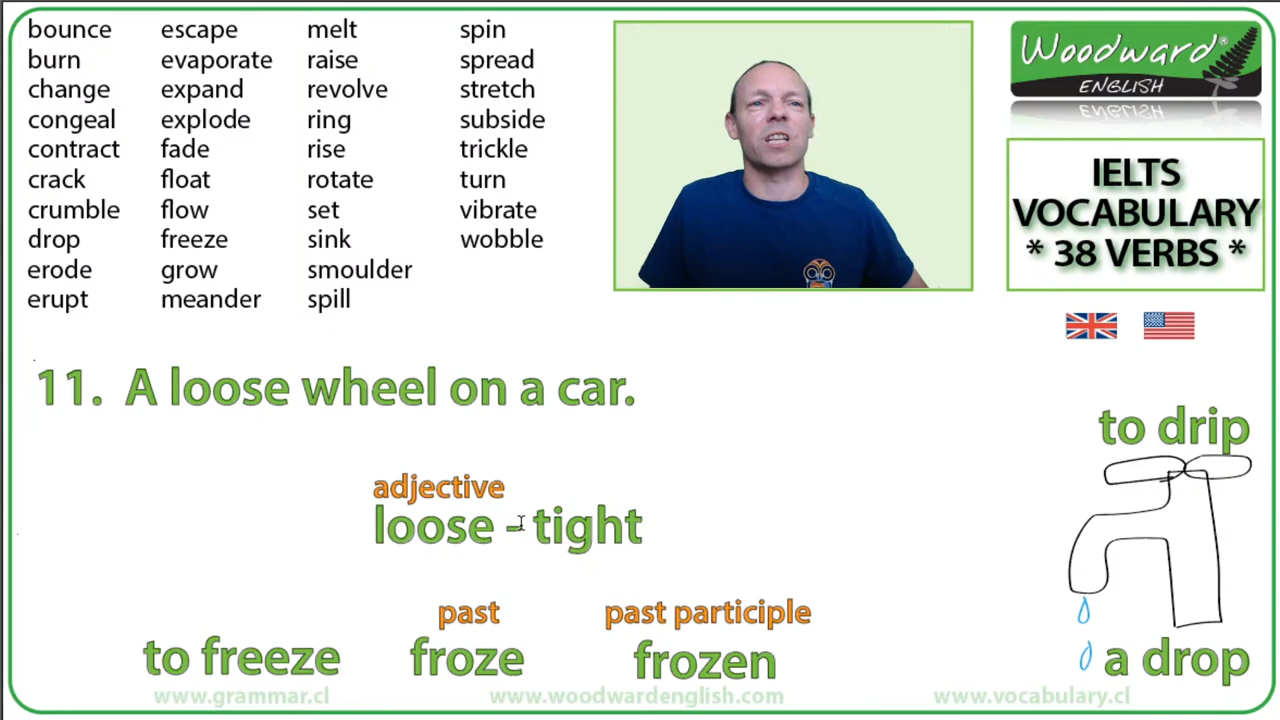 bounce escape melt spin
burn evaporate raise spread
change expand revolve stretch
congeal explode ring subside
contract fade rise trickle
crack float rotate turn
crumble flow set vibrate
drop freeze sink wobble
erode grow smoulder
erupt meander spill
Woodward®
ENGLISH
IELTS
VOCABULARY
* 38 VERBS *
11. A loose wheel on a car.
to drip
adjective
loose - tight
past past participle
to freeze froze frozen
a drop
www.grammar.cl www.woodwardenglish.com www.vocabulary.cl